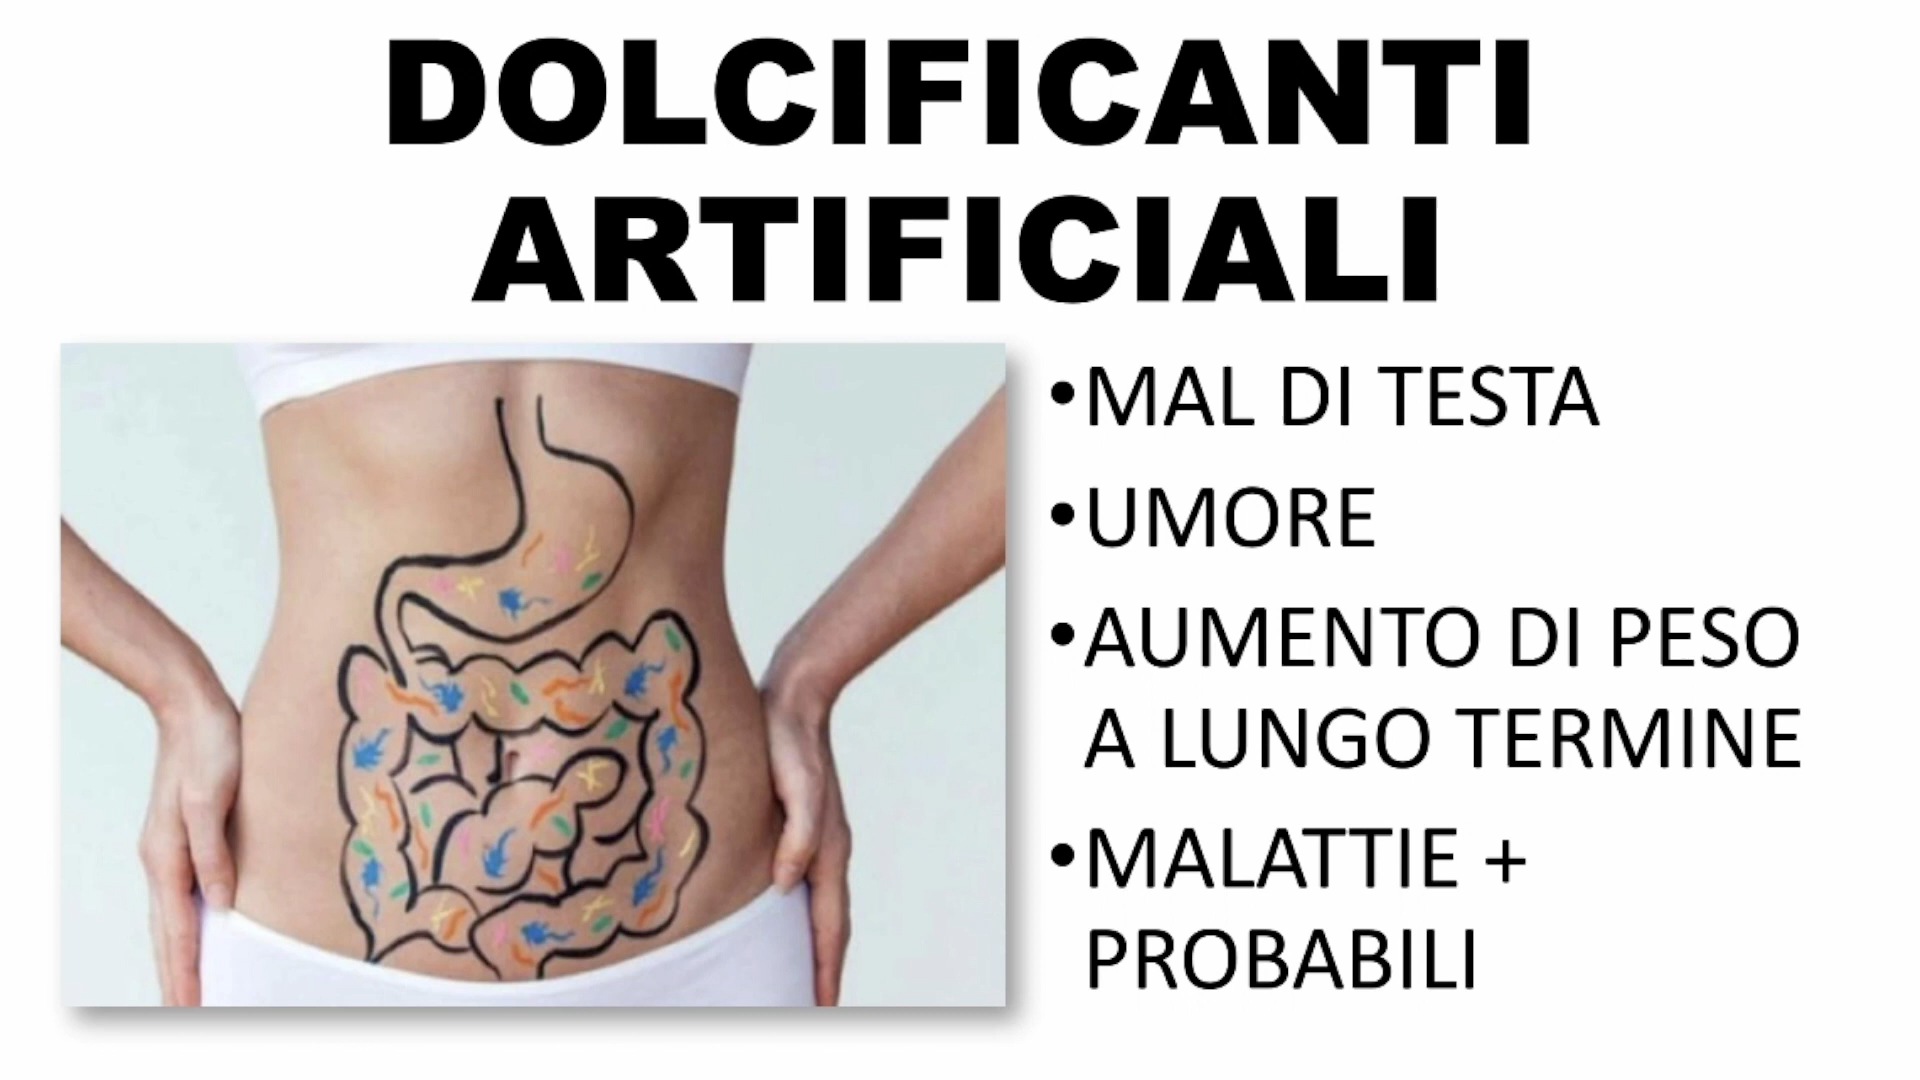 DOLCIFICANTI
ARTIFICIALI
•MAL DI TESTA
•UMORE
•AUMENTO DI PESO
A LUNGO TERMINE
•MALATTIE +
PROBABILI